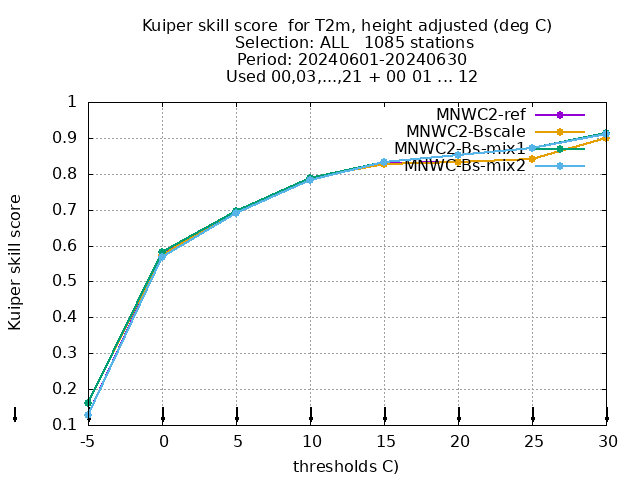 Kuiper skill score  for T2m, height adjusted (deg C)
Selection: ALL   1085 stations
Period: 20240601-20240630
Used 00,03,...,21 + 00 01 ... 12
MNWC2-ref
MNWC2-Bscale
MNWC2-Bs-mix1
MNWC-Bs-mix2
Kuiper skill score
1
0.9
0.8
0.7
0.6
0.5
0.4
0.3
0.2
0.1
-5 0 5 10 15 20 25 30
thresholds C)